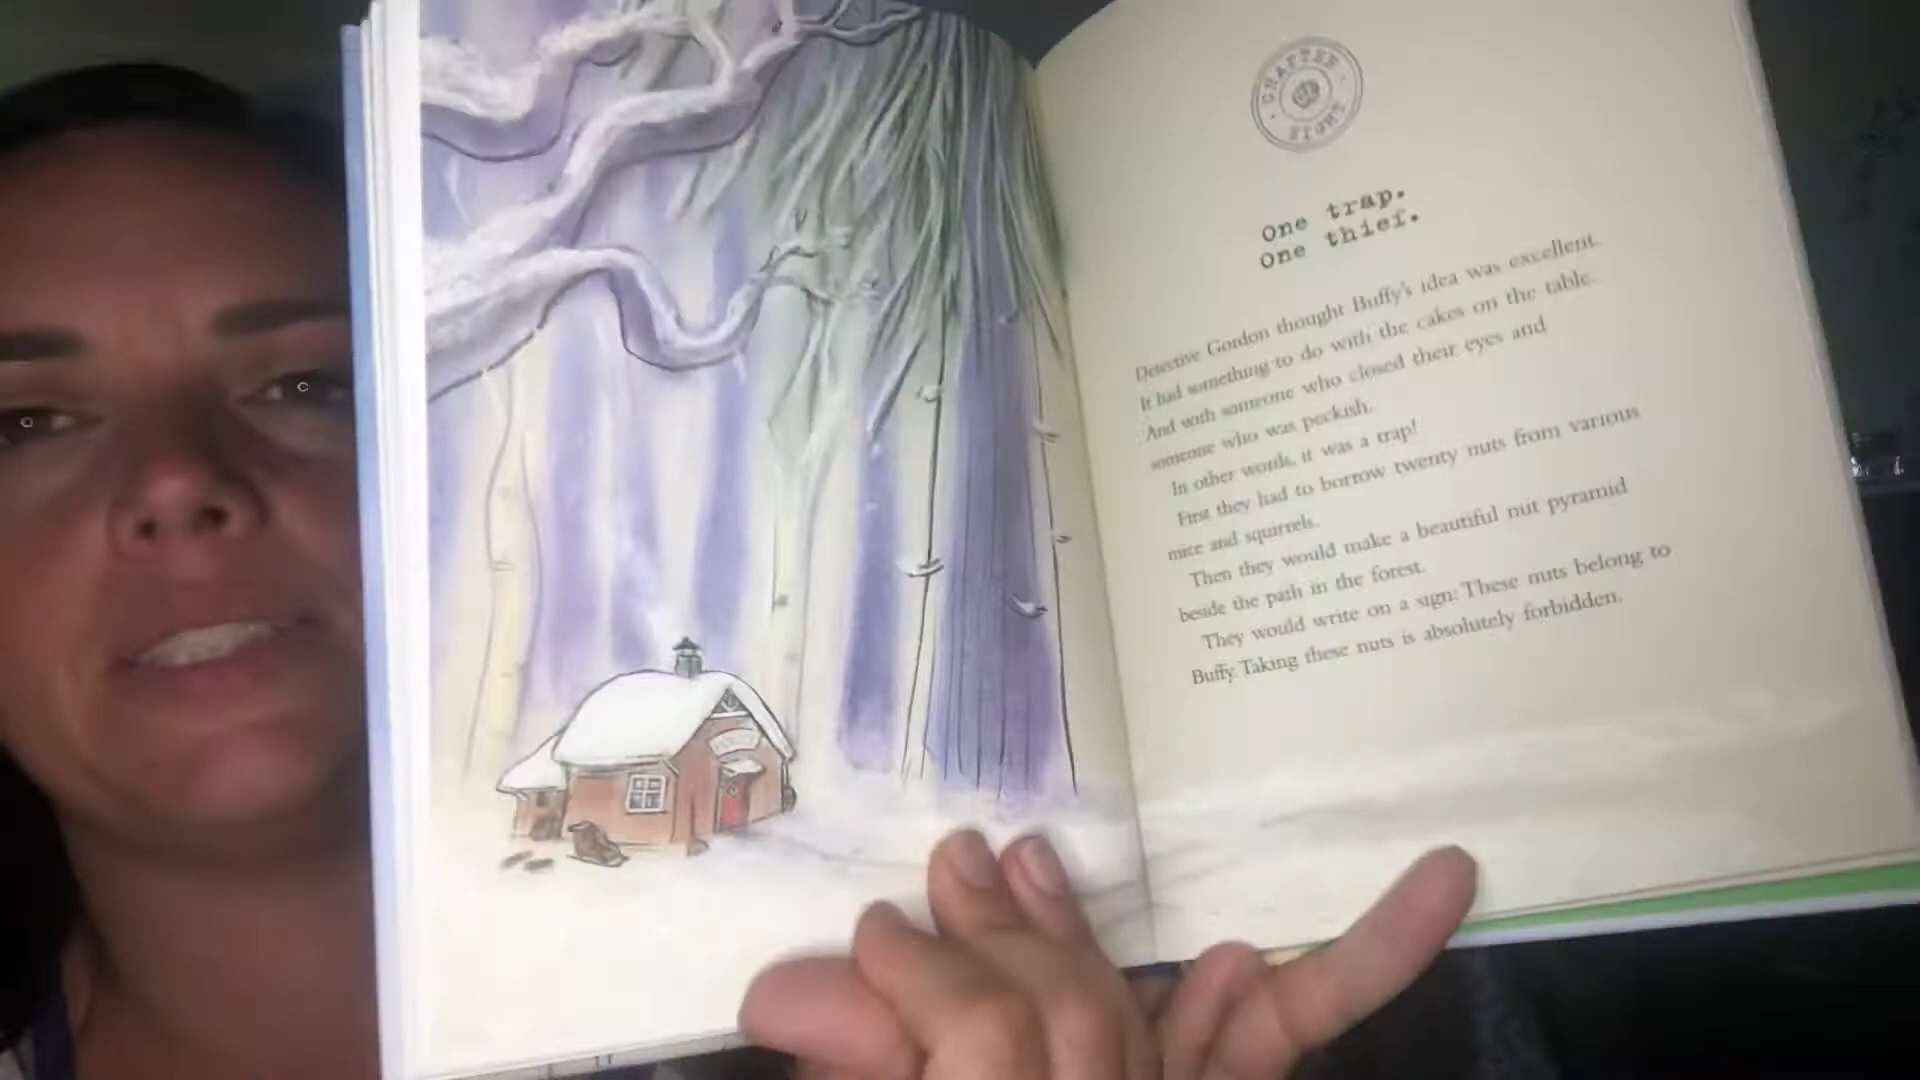 CHAPTER
EIGHT
One trap.
One thief.
Detective Gordon thought Buffy's idea was excellent.
It had something to do with the cakes on the table.
And with someone who closed their eyes and
someone who was peckish.
In other words, it was a trap!
First they had to borrow twenty nuts from various
mice and squirrels.
Then they would make a beautiful nut pyramid
beside the path in the forest.
They would write on a sign: These nuts belong to
Buffy. Taking these nuts is absolutely forbidden.